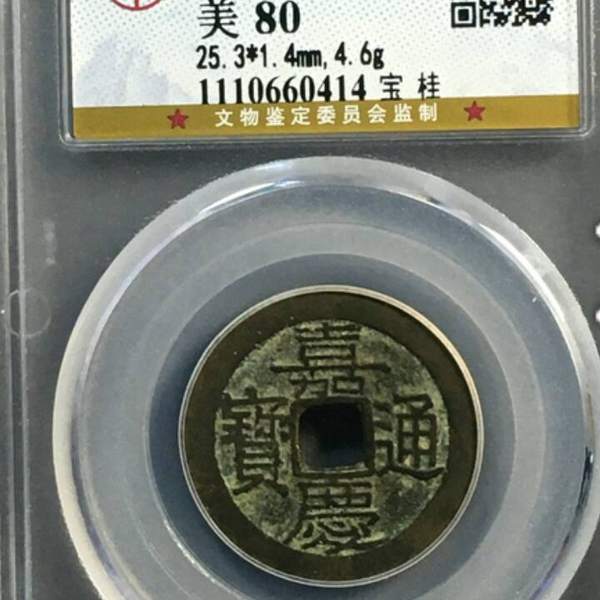 美 80
25.3*1.4mm,4.6g
1110660414 宝 桂
文物鉴定委员会监制
嘉慶通寶